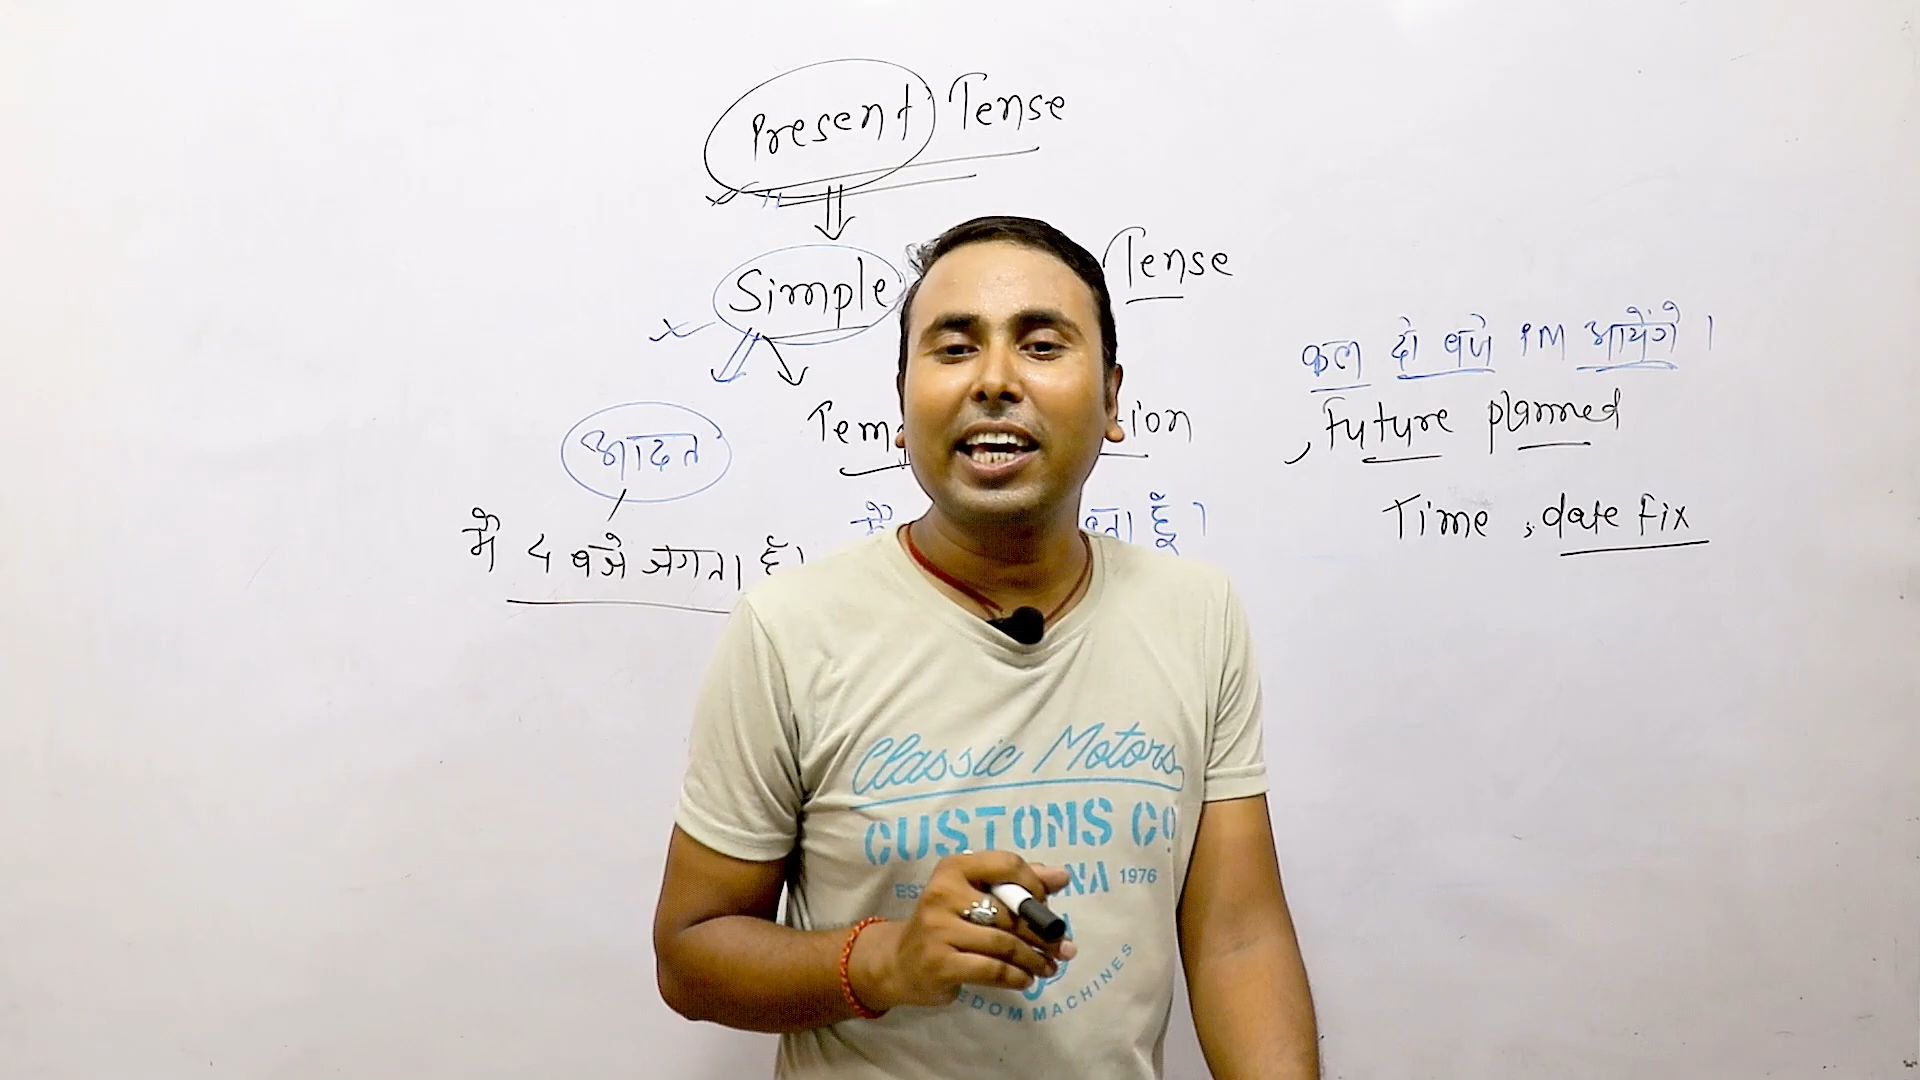 Present Tense
Simple Tense
आदत
मैं 4 बजे जगता हूँ।
मैं हूँ।
कल दो बजे PM आयेंगे।
Future planned
Time, date fix
Classic Motors
CUSTOMS CO
1976
MACHINES